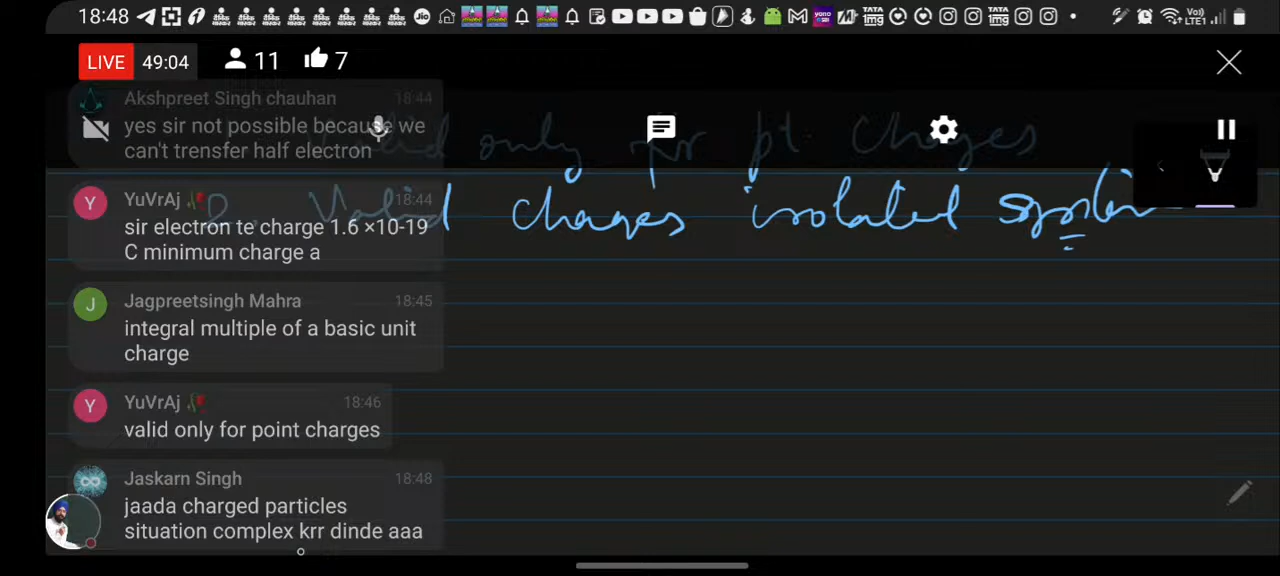 18:48
LIVE 49:04 11 7
Akshpreet Singh chauhan 18:44
yes sir not possible because we
can't trensfer half electron
valid only for pt. charges
YuVrAj 18:44
sir electron te charge 1.6 ×10-19
C minimum charge a
2. Valid charges isolated system
Jagpreetsingh Mahra 18:45
integral multiple of a basic unit
charge
YuVrAj 18:46
valid only for point charges
Jaskarn Singh 18:48
jaada charged particles
situation complex krr dinde aaa